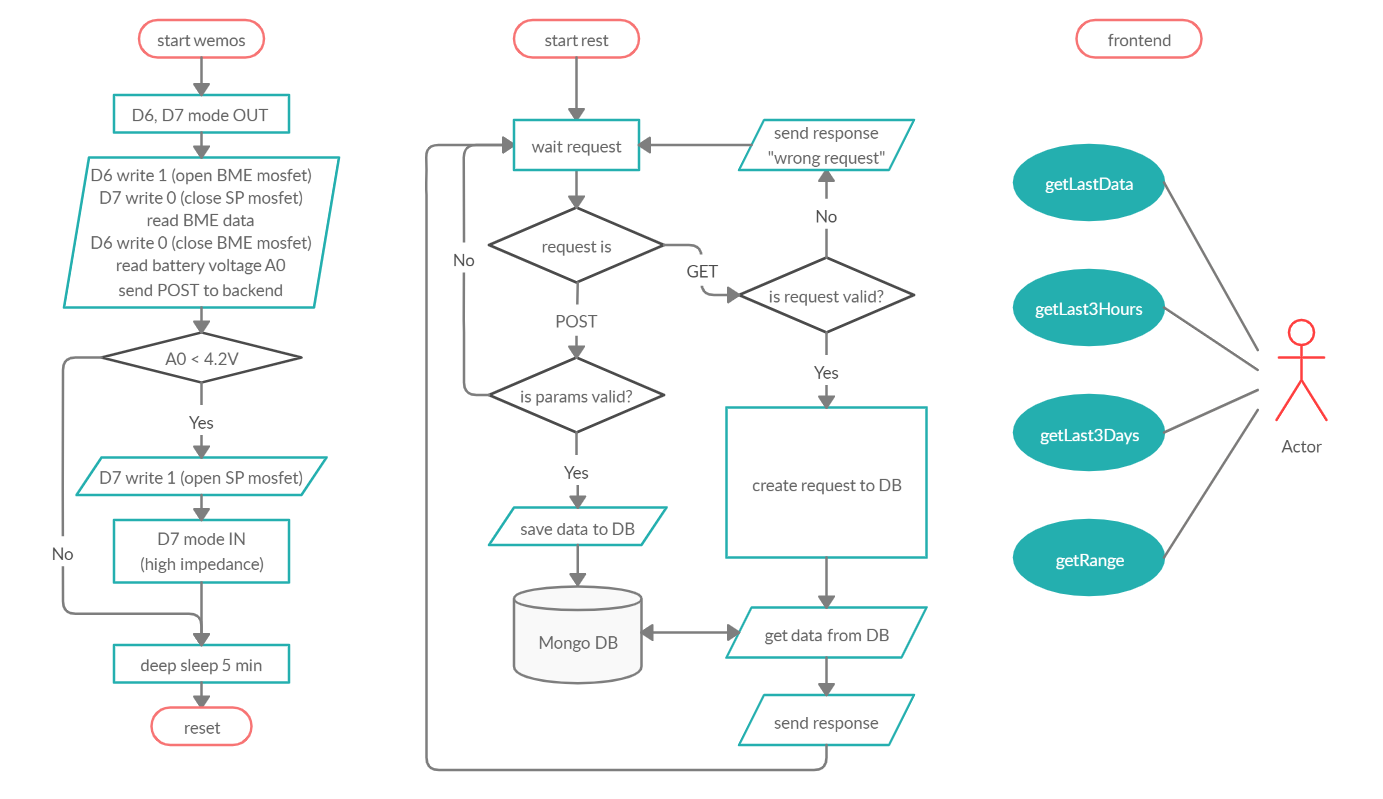 start wemos
D6, D7 mode OUT
D6 write 1 (open BME mosfet)
D7 write 0 (close SP mosfet)
read BME data
D6 write 0 (close BME mosfet)
read battery voltage A0
send POST to backend
A0 < 4.2V
Yes
D7 write 1 (open SP mosfet)
D7 mode IN
(high impedance)
No
deep sleep 5 min
reset
start rest
wait request
send response
"wrong request"
No
request is
No
GET
is request valid?
POST
Yes
is params valid?
Yes
create request to DB
save data to DB
Mongo DB
get data from DB
send response
frontend
getLastData
getLast3Hours
getLast3Days
getRange
Actor